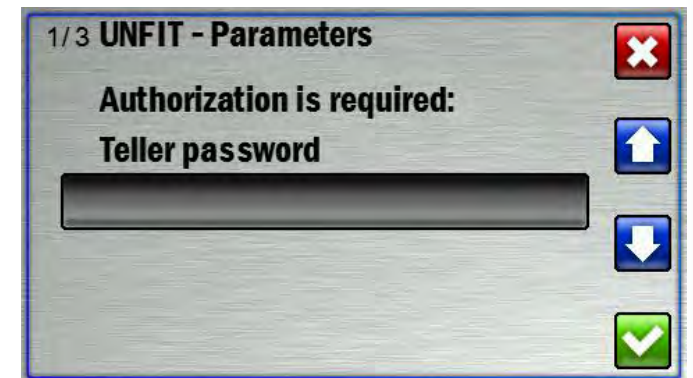 1/3 UNFIT - Parameters
Authorization is required:
Teller password